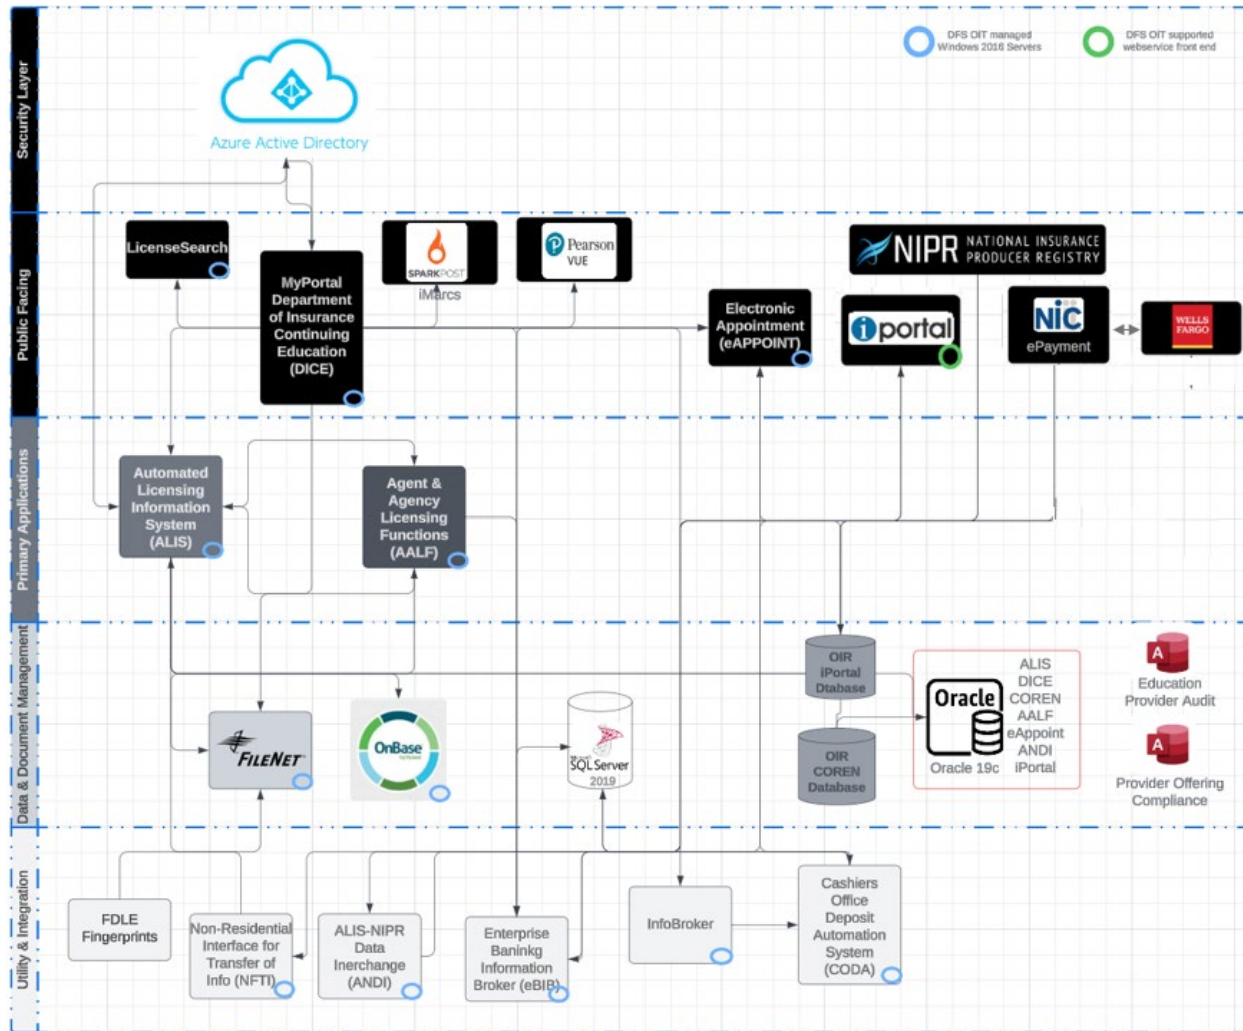 Security Layer
DFS OIT managed
Windows 2016 Servers
DFS OIT supported
webservice front end
Azure Active Directory
Public Facing
LicenseSearch
MyPortal
Department
of Insurance
Continuing
Education
(DICE)
SPARKPOST
iMarcs
Pearson
VUE
Electronic
Appointment
(eAPPOINT)
NIPR
NATIONAL INSURANCE
PRODUCER REGISTRY
iportal
NIC
ePayment
WELLS
FARGO
Primary Applications
Automated
Licensing
Information
System
(ALIS)
Agent &
Agency
Licensing
Functions
(AALF)
Data & Document Management
FILENET
OnBase
Microsoft
SQL Server
2019
OIR
iPortal
Dtabase
OIR
COREN
Database
Oracle
Oracle 19c
ALIS
DICE
COREN
AALF
eAppoint
ANDI
iPortal
A
Education
Provider Audit
A
Provider Offering
Compliance
Utility & Integration
FDLE
Fingerprints
Non-Residential
Interface for
Transfer of
Info (NFTI)
ALIS-NIPR
Data
Inerchange
(ANDI)
Enterprise
Baninkg
Information
Broker (eBIB)
InfoBroker
Cashiers
Office
Deposit
Automation
System
(CODA)